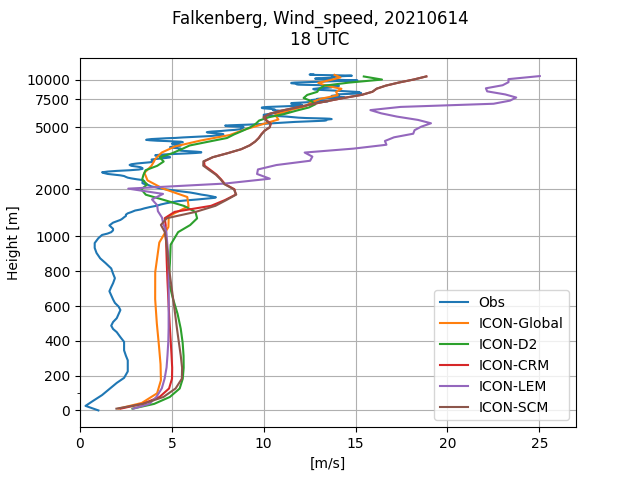 Falkenberg, Wind_speed, 20210614
18 UTC
10000
7500
5000
2000
1000
800
600
400
200
0
Height [m]
Obs
ICON-Global
ICON-D2
ICON-CRM
ICON-LEM
ICON-SCM
0 5 10 15 20 25
[m/s]